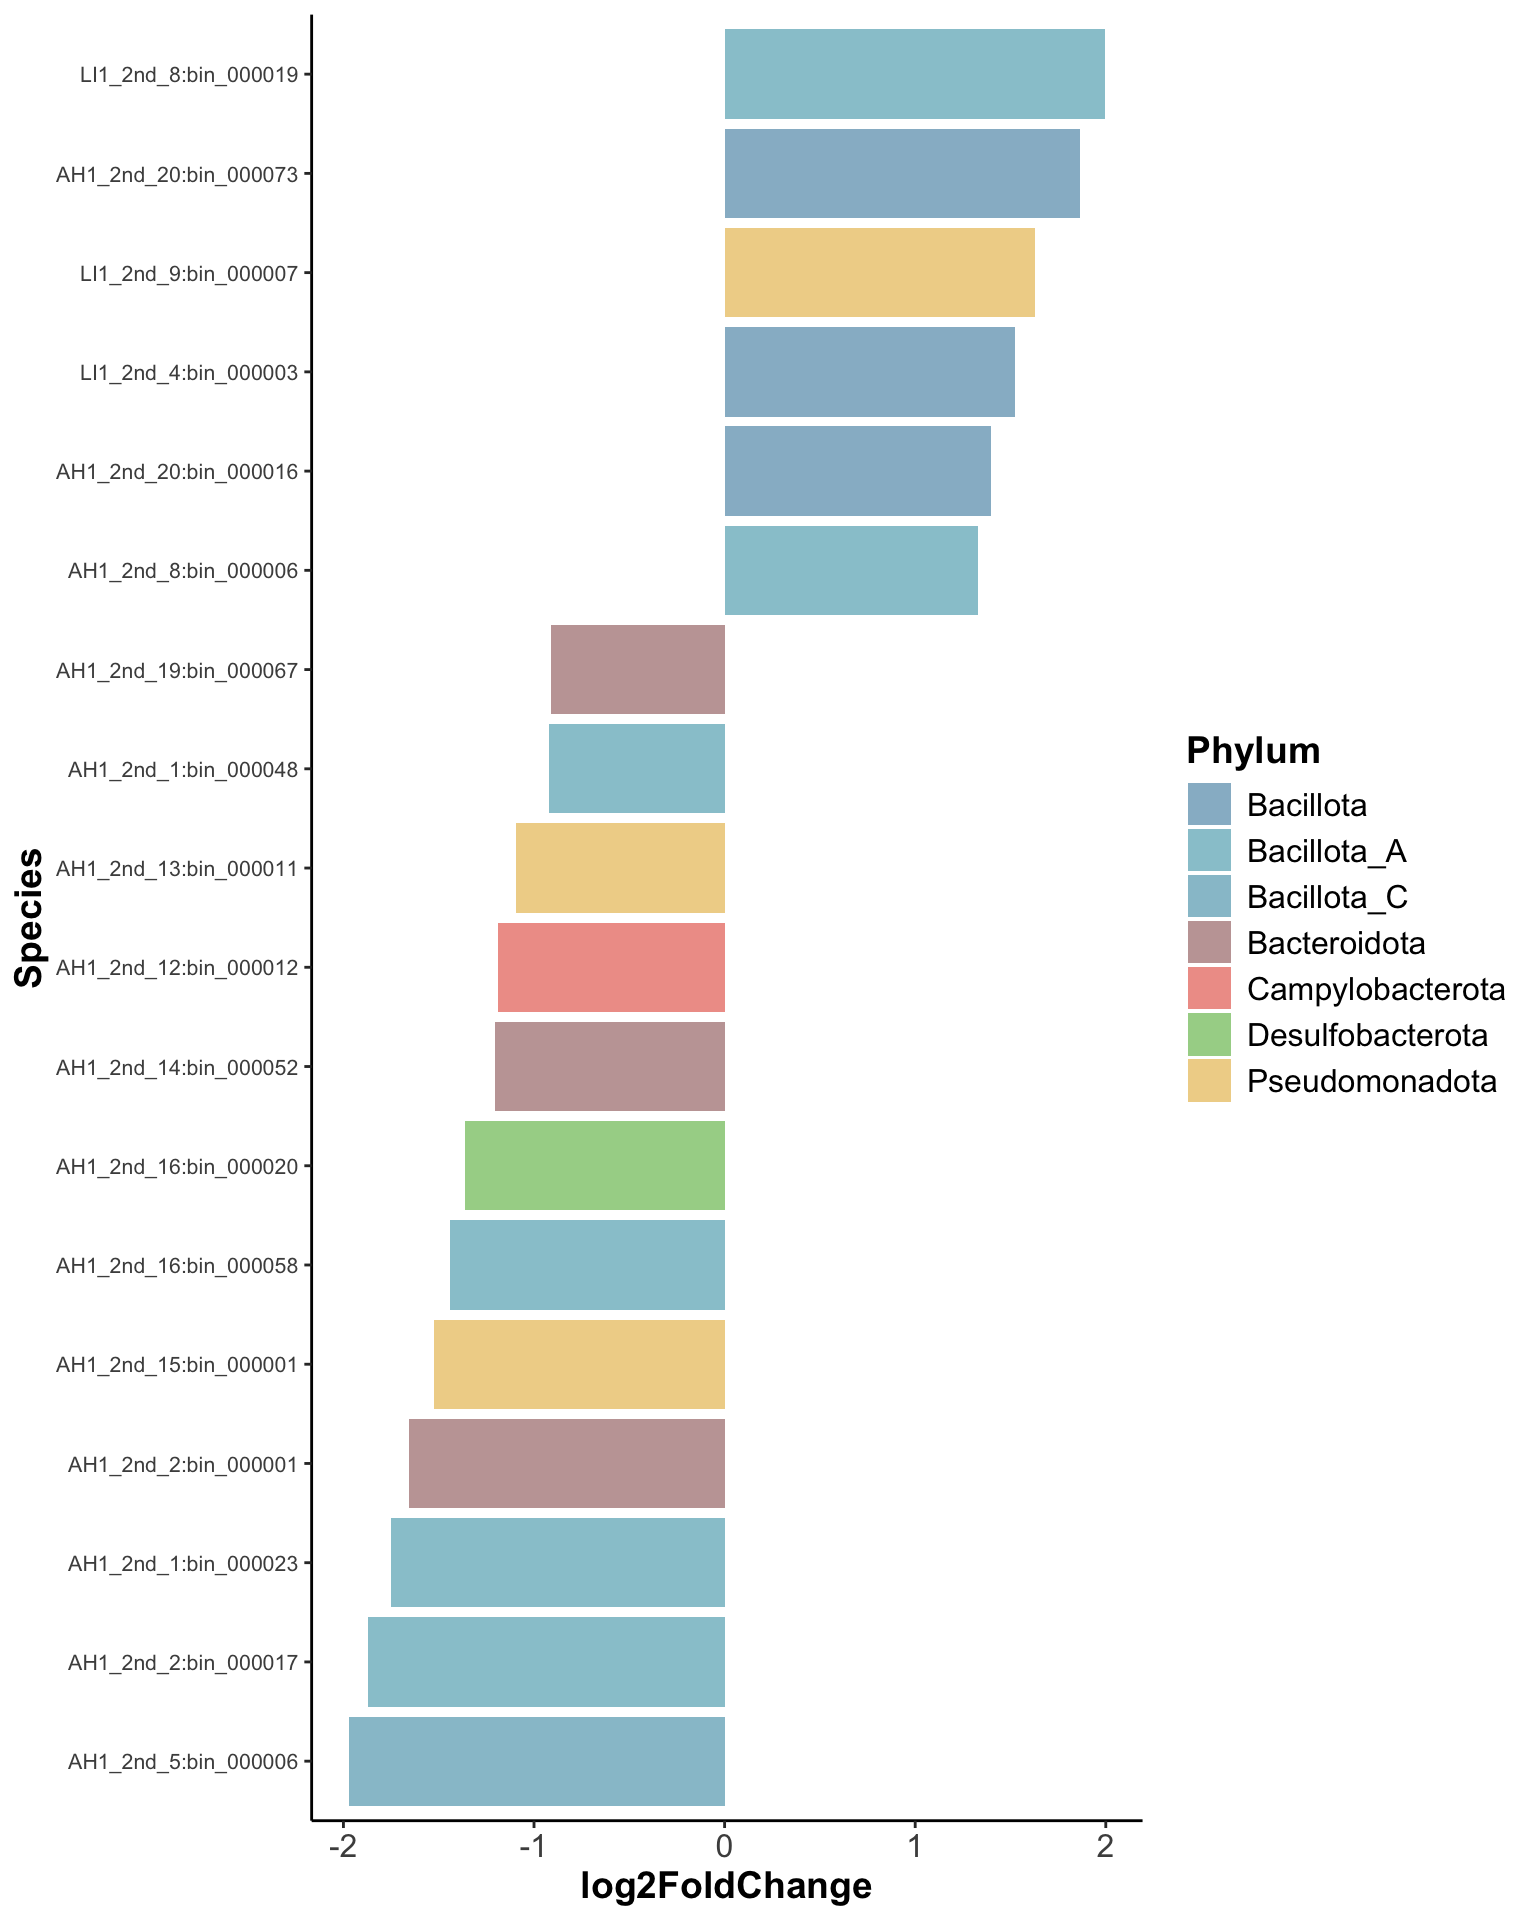 LI1_2nd_8:bin_000019
AH1_2nd_20:bin_000073
LI1_2nd_9:bin_000007
LI1_2nd_4:bin_000003
AH1_2nd_20:bin_000016
AH1_2nd_8:bin_000006
AH1_2nd_19:bin_000067
AH1_2nd_1:bin_000048
AH1_2nd_13:bin_000011
AH1_2nd_12:bin_000012
AH1_2nd_14:bin_000052
AH1_2nd_16:bin_000020
AH1_2nd_16:bin_000058
AH1_2nd_15:bin_000001
AH1_2nd_2:bin_000001
AH1_2nd_1:bin_000023
AH1_2nd_2:bin_000017
AH1_2nd_5:bin_000006
Species
-2 -1 0 1 2
log2FoldChange
Phylum
Bacillota
Bacillota_A
Bacillota_C
Bacteroidota
Campylobacterota
Desulfobacterota
Pseudomonadota